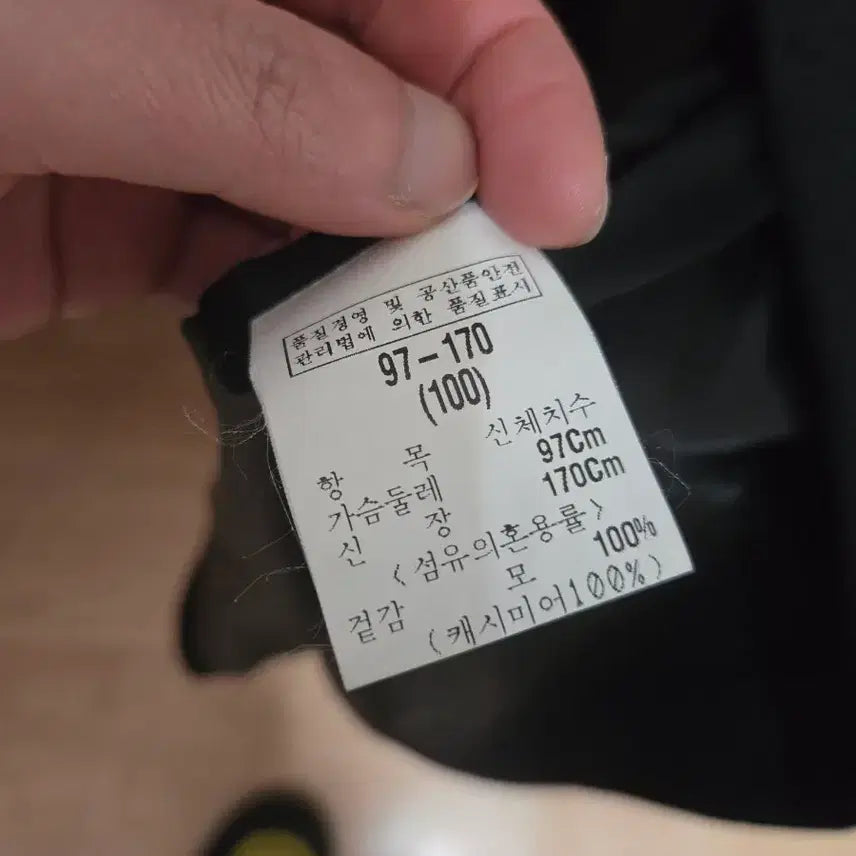 품질경영 및 공산품안전
관리법에 의한 품질표시
97-170
(100)
항 목 신체치수
가슴둘레 97Cm
신 장 170Cm
〈섬유의혼용률〉
겉감 모 100%
(캐시미어100%)